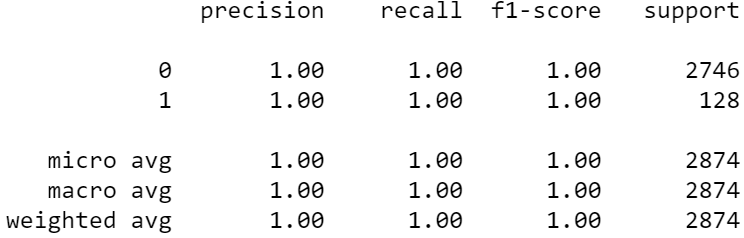 precision recall f1-score support
0 1.00 1.00 1.00 2746
1 1.00 1.00 1.00 128
micro avg 1.00 1.00 1.00 2874
macro avg 1.00 1.00 1.00 2874
weighted avg 1.00 1.00 1.00 2874